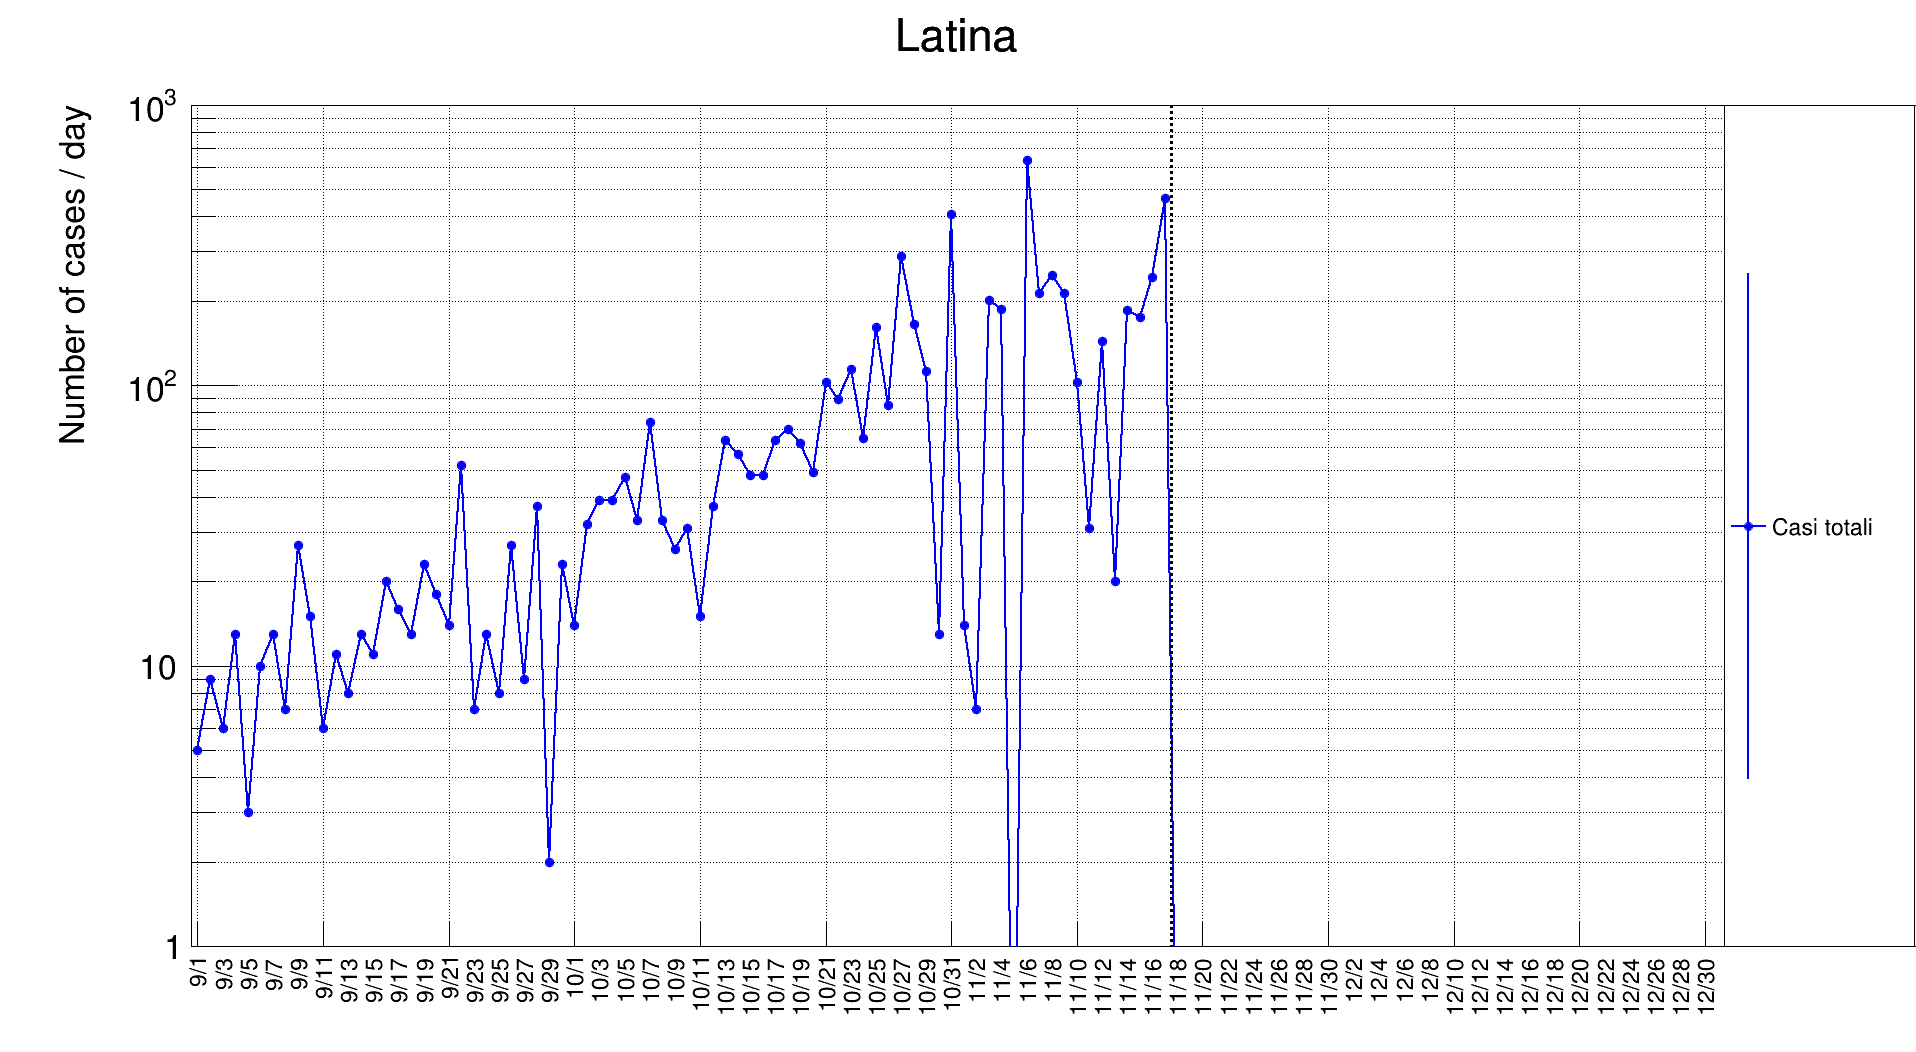 Latina
Number of cases / day
10³
10²
10
1
9/1 9/3 9/5 9/7 9/9 9/11 9/13 9/15 9/17 9/19 9/21 9/23 9/25 9/27 9/29 10/1 10/3 10/5 10/7 10/9 10/11 10/13 10/15 10/17 10/19 10/21 10/23 10/25 10/27 10/29 10/31 11/2 11/4 11/6 11/8 11/10 11/12 11/14 11/16 11/18 11/20 11/22 11/24 11/26 11/28 11/30 12/2 12/4 12/6 12/8 12/10 12/12 12/14 12/16 12/18 12/20 12/22 12/24 12/26 12/28 12/30
Casi totali